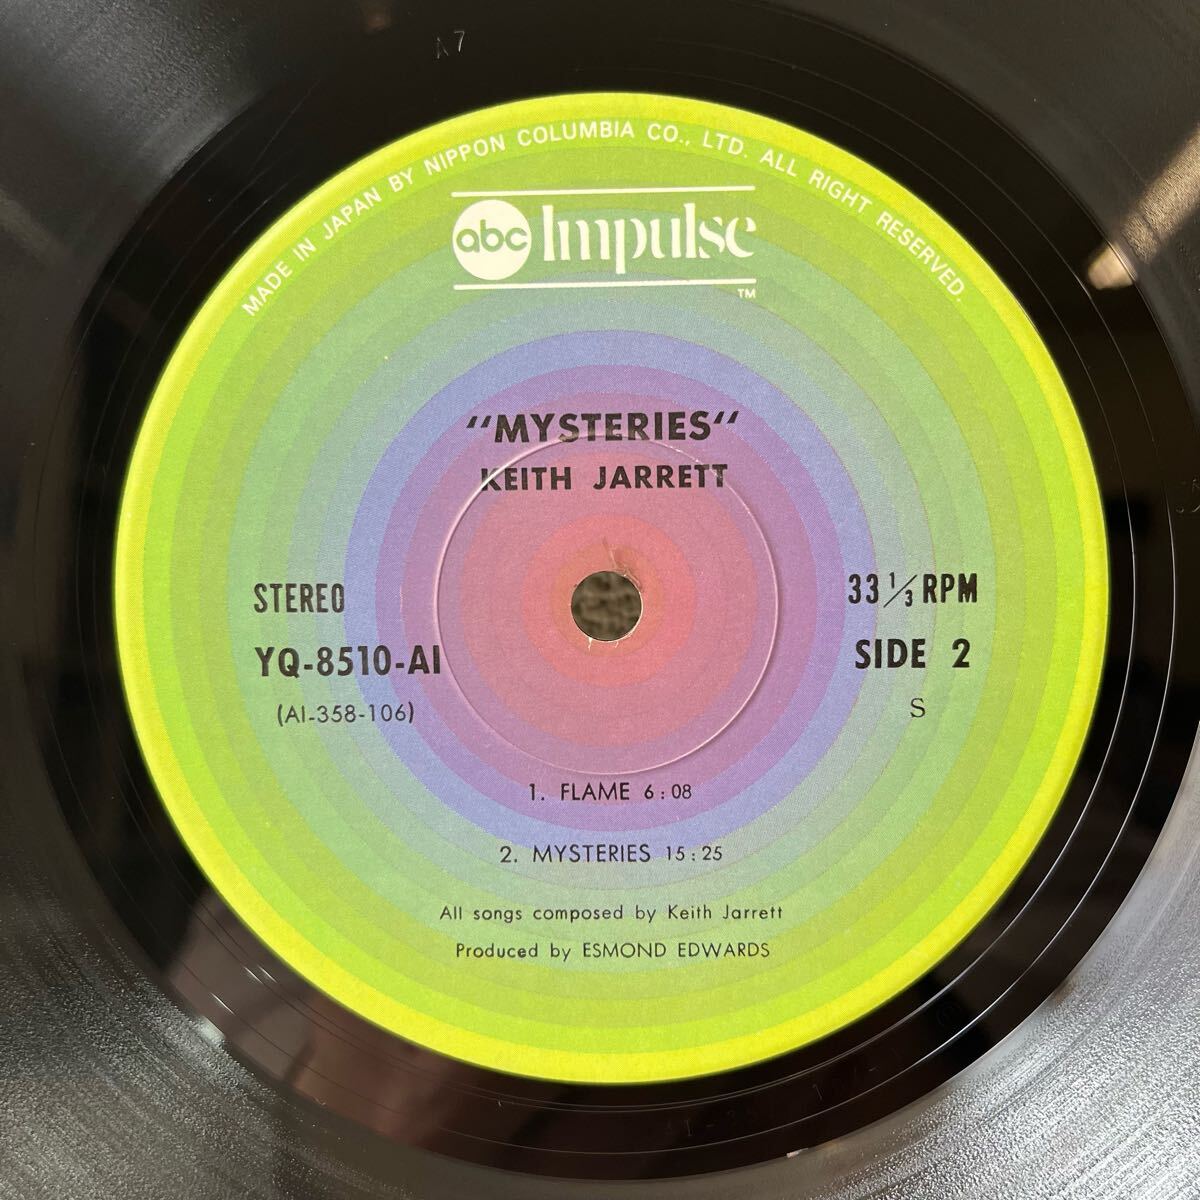 A7
MADE IN JAPAN BY NIPPON COLUMBIA CO., LTD. ALL RIGHT RESERVED.
abc Impulse
TM
"MYSTERIES"
KEITH JARRETT
STEREO
33 1/3 RPM
YQ-8510-AI
SIDE 2
(AI-358-106)
S
1. FLAME 6:08
2. MYSTERIES 15:25
All songs composed by Keith Jarrett
Produced by ESMOND EDWARDS